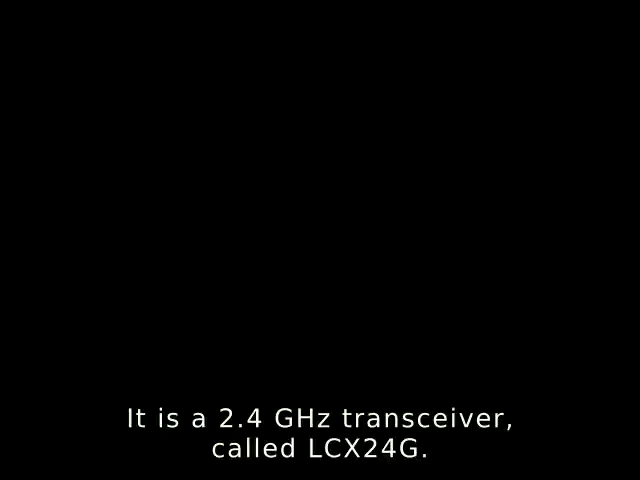 It is a 2.4 GHz transceiver,
called LCX24G.